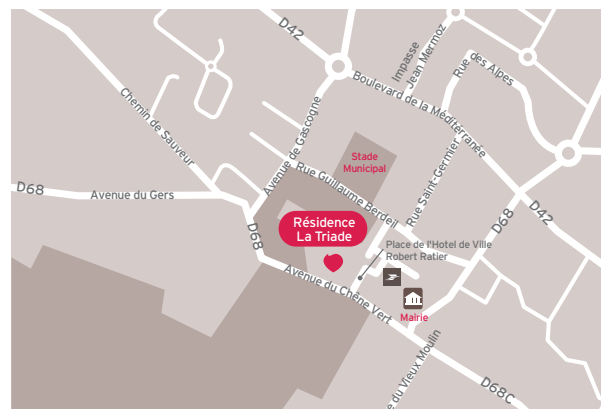 D42
Impasse
Jean Mermoz
Rue des Alpes
Chemin de Sauveur
Boulevard de la Méditérranée
Avenue de Gascogne
Stade
Municipal
Rue Guillaume Berdeil
Rue Saint-Germier
D68
Avenue du Gers
D68
D42
D68
Résidence
La Triade
Place de l'Hotel de Ville
Robert Ratier
Avenue du Chêne Vert
Mairie
e du Vieux Moulin
D68C